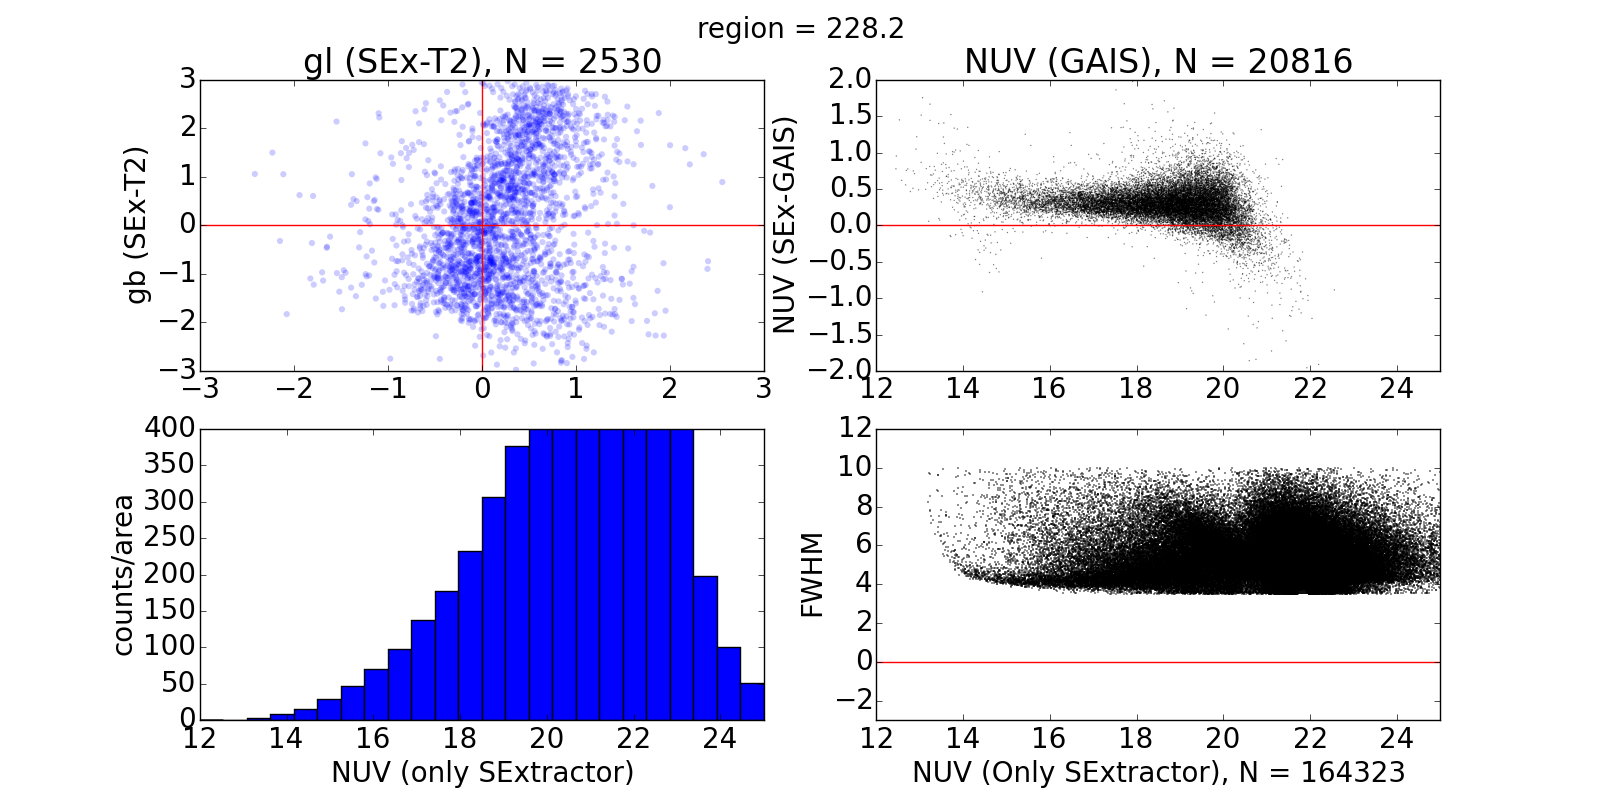 region = 228.2
gl (SEx-T2), N = 2530
NUV (GAIS), N = 20816
gb (SEx-T2)
3
2
1
0
−1
−2
−3
−3 −2 −1 0 1 2 3
NUV (SEx-GAIS)
2.0
1.5
1.0
0.5
0.0
−0.5
−1.0
−1.5
−2.0
12 14 16 18 20 22 24
counts/area
400
350
300
250
200
150
100
50
0
12 14 16 18 20 22 24
NUV (only SExtractor)
FWHM
12
10
8
6
4
2
0
−2
12 14 16 18 20 22 24
NUV (Only SExtractor), N = 164323